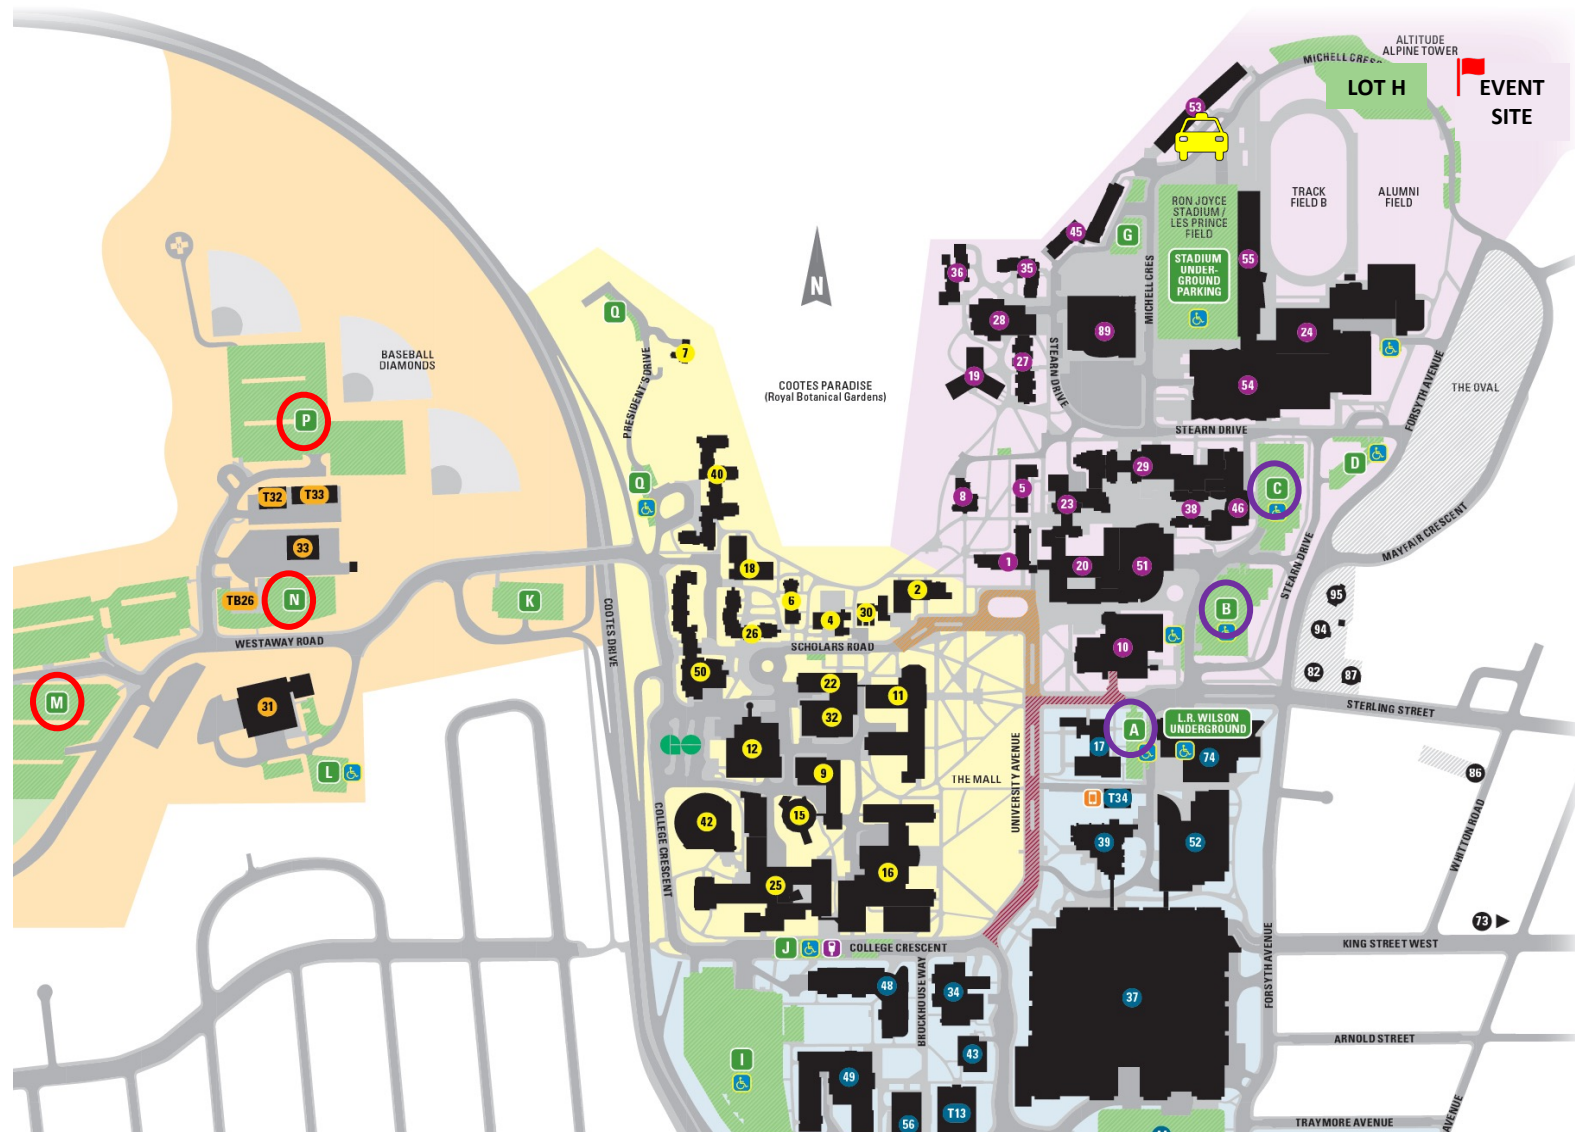 ALTITUDE
ALPINE TOWER
MICHELL CRES
LOT H
EVENT
SITE
53
TRACK
FIELD B
ALUMNI
FIELD
RON JOYCE
STADIUM /
LES PRINCE
FIELD
STADIUM
UNDER-
GROUND
PARKING
G
45
36
35
55
MICHELL CRES
N
Q
7
28
89
24
27
19
STEARN DRIVE
54
FORSYTH AVENUE
THE OVAL
BASEBALL
DIAMONDS
COOTES PARADISE
(Royal Botanical Gardens)
PRESIDENT'S DRIVE
P
STEARN DRIVE
40
Q
29
D
C
T32
T33
8
5
23
38
46
33
MAYFAIR CRESCENT
STEARN DRIVE
18
1
20
51
TB26
N
K
6
2
30
4
26
B
95
94
WESTAWAY ROAD
COOTES DRIVE
SCHOLARS ROAD
10
82
87
50
22
11
M
31
32
STERLING STREET
A
L.R. WILSON
UNDERGROUND
17
12
74
L
9
THE MALL
UNIVERSITY AVENUE
86
T34
42
15
COLLEGE CRESCENT
39
52
WHITTON ROAD
16
25
73
J
COLLEGE CRESCENT
KING STREET WEST
FORSYTH AVENUE
48
34
37
BROCKHOUSE WAY
I
43
ARNOLD STREET
49
56
T13
TRAYMORE AVENUE
AVENUE